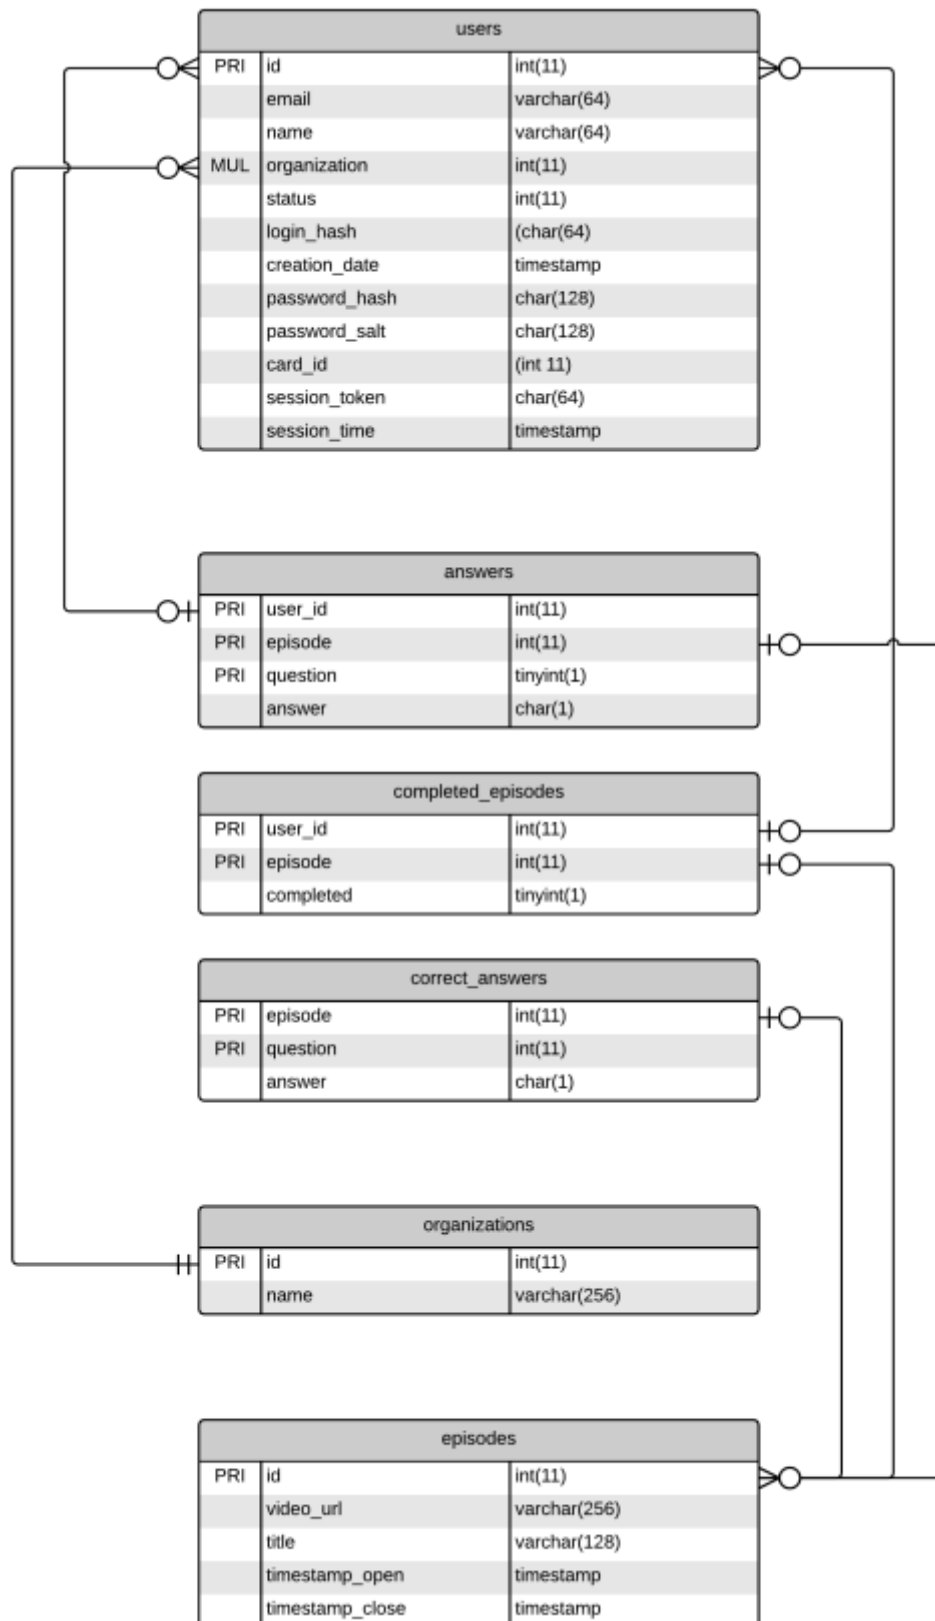 users
PRI id int(11)
email varchar(64)
name varchar(64)
MUL organization int(11)
status int(11)
login_hash (char(64)
creation_date timestamp
password_hash char(128)
password_salt char(128)
card_id (int 11)
session_token char(64)
session_time timestamp
answers
PRI user_id int(11)
PRI episode int(11)
PRI question tinyint(1)
answer char(1)
completed_episodes
PRI user_id int(11)
PRI episode int(11)
completed tinyint(1)
correct_answers
PRI episode int(11)
PRI question int(11)
answer char(1)
organizations
PRI id int(11)
name varchar(256)
episodes
PRI id int(11)
video_url varchar(256)
title varchar(128)
timestamp_open timestamp
timestamp_close timestamp